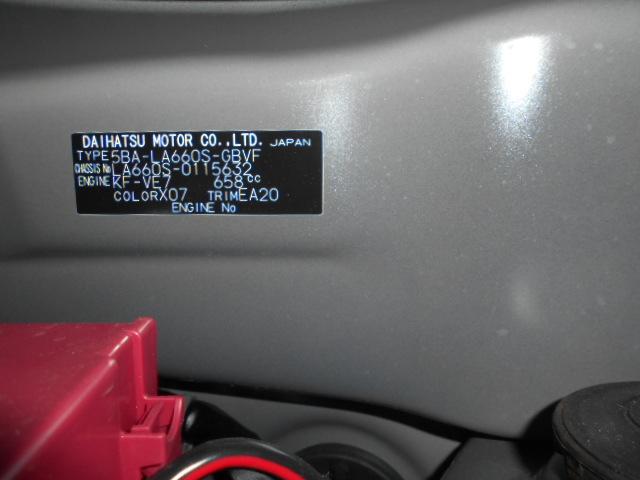 DAIHATSU MOTOR CO.,LTD. JAPAN
TYPE 5BA-LA660S-GBVF
CHASSIS No LA660S-0115632
ENGINE KF-VE7 658cc
COLOR X07 TRIM EA20
ENGINE No